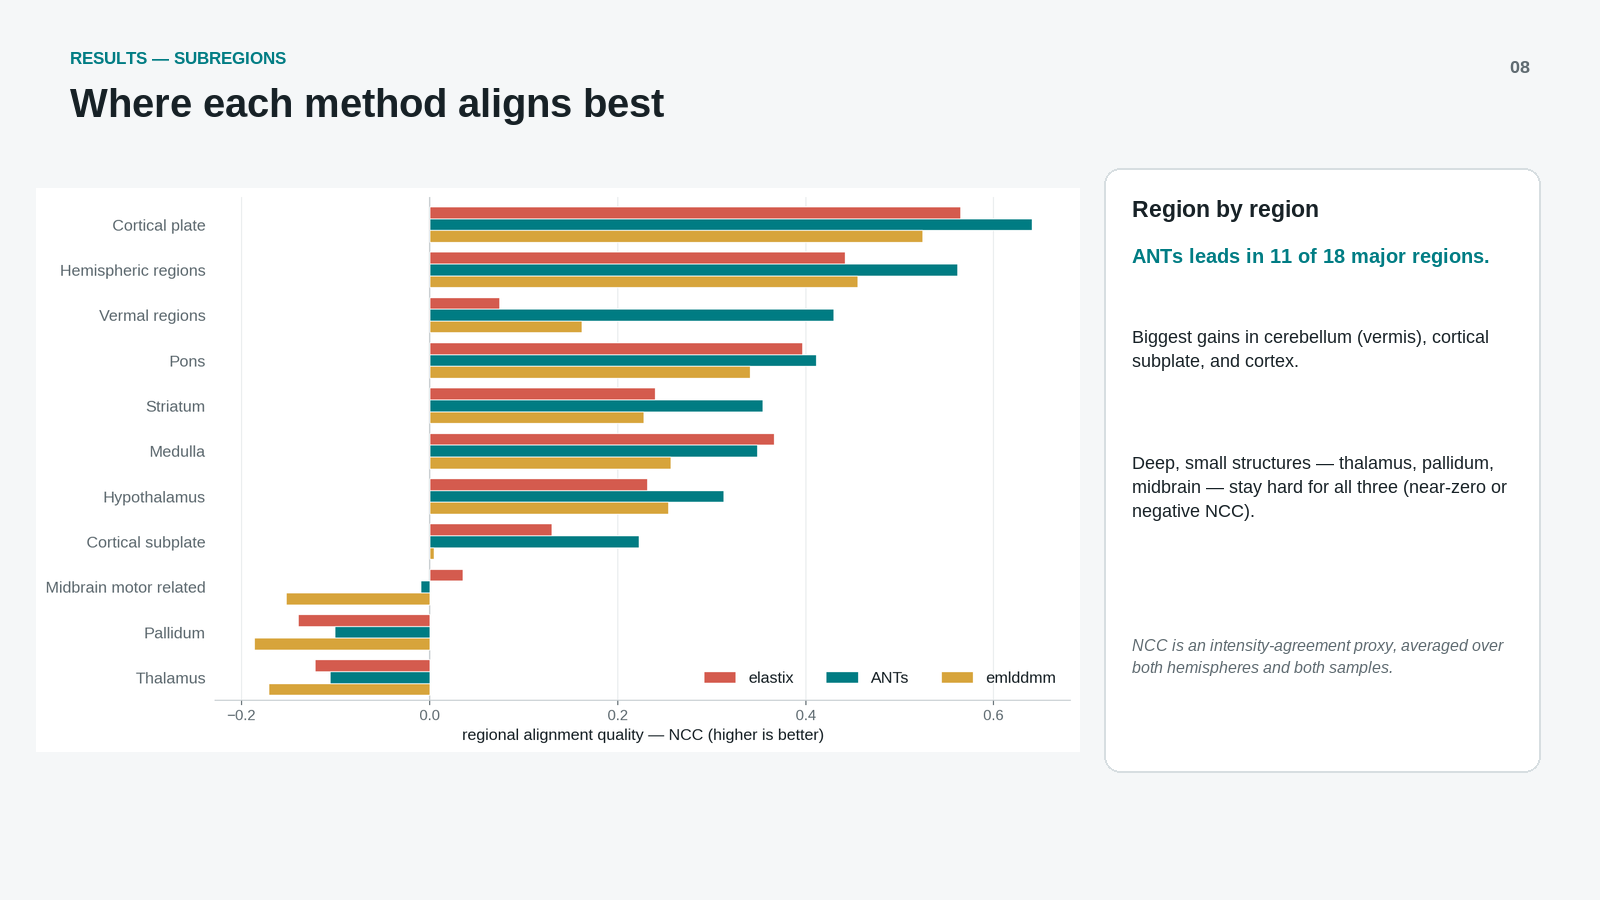 RESULTS — SUBREGIONS
08
Where each method aligns best
Cortical plate
Hemispheric regions
Vermal regions
Pons
Striatum
Medulla
Hypothalamus
Cortical subplate
Midbrain motor related
Pallidum
Thalamus
elastix
ANTs
emlddmm
−0.2
0.0
0.2
0.4
0.6
regional alignment quality — NCC (higher is better)
Region by region
ANTs leads in 11 of 18 major regions.
Biggest gains in cerebellum (vermis), cortical
subplate, and cortex.
Deep, small structures — thalamus, pallidum,
midbrain — stay hard for all three (near-zero or
negative NCC).
NCC is an intensity-agreement proxy, averaged over
both hemispheres and both samples.